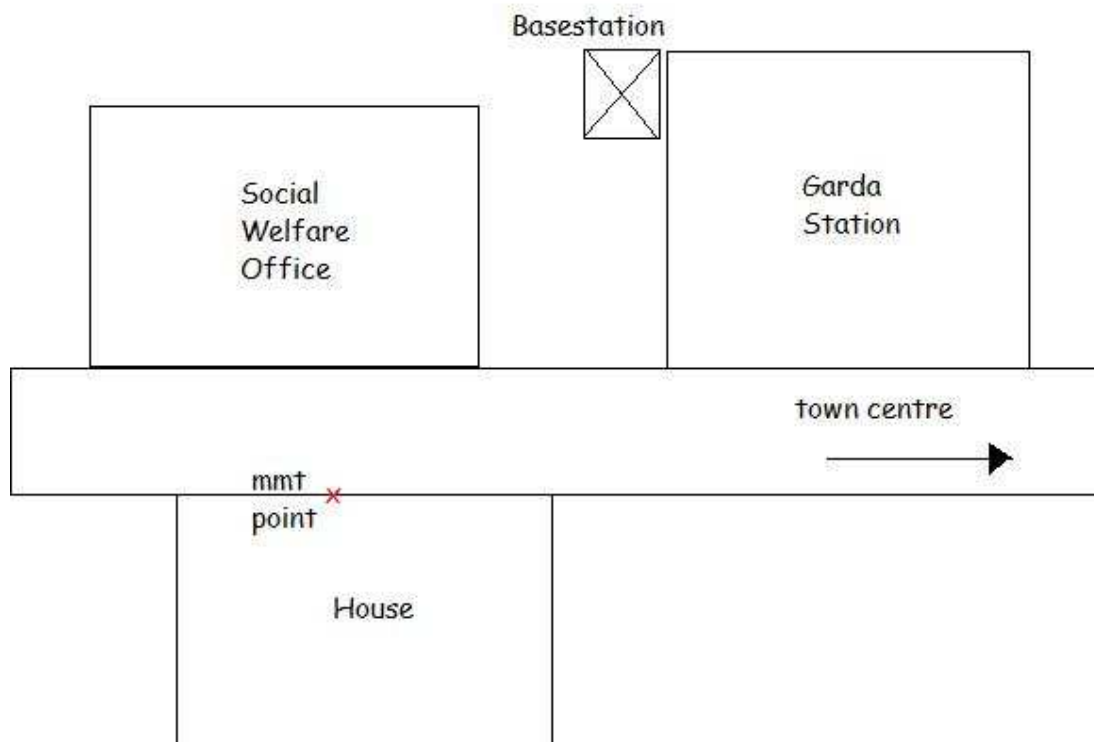 Basestation
Social
Welfare
Office
Garda
Station
town centre
mmt
point
House